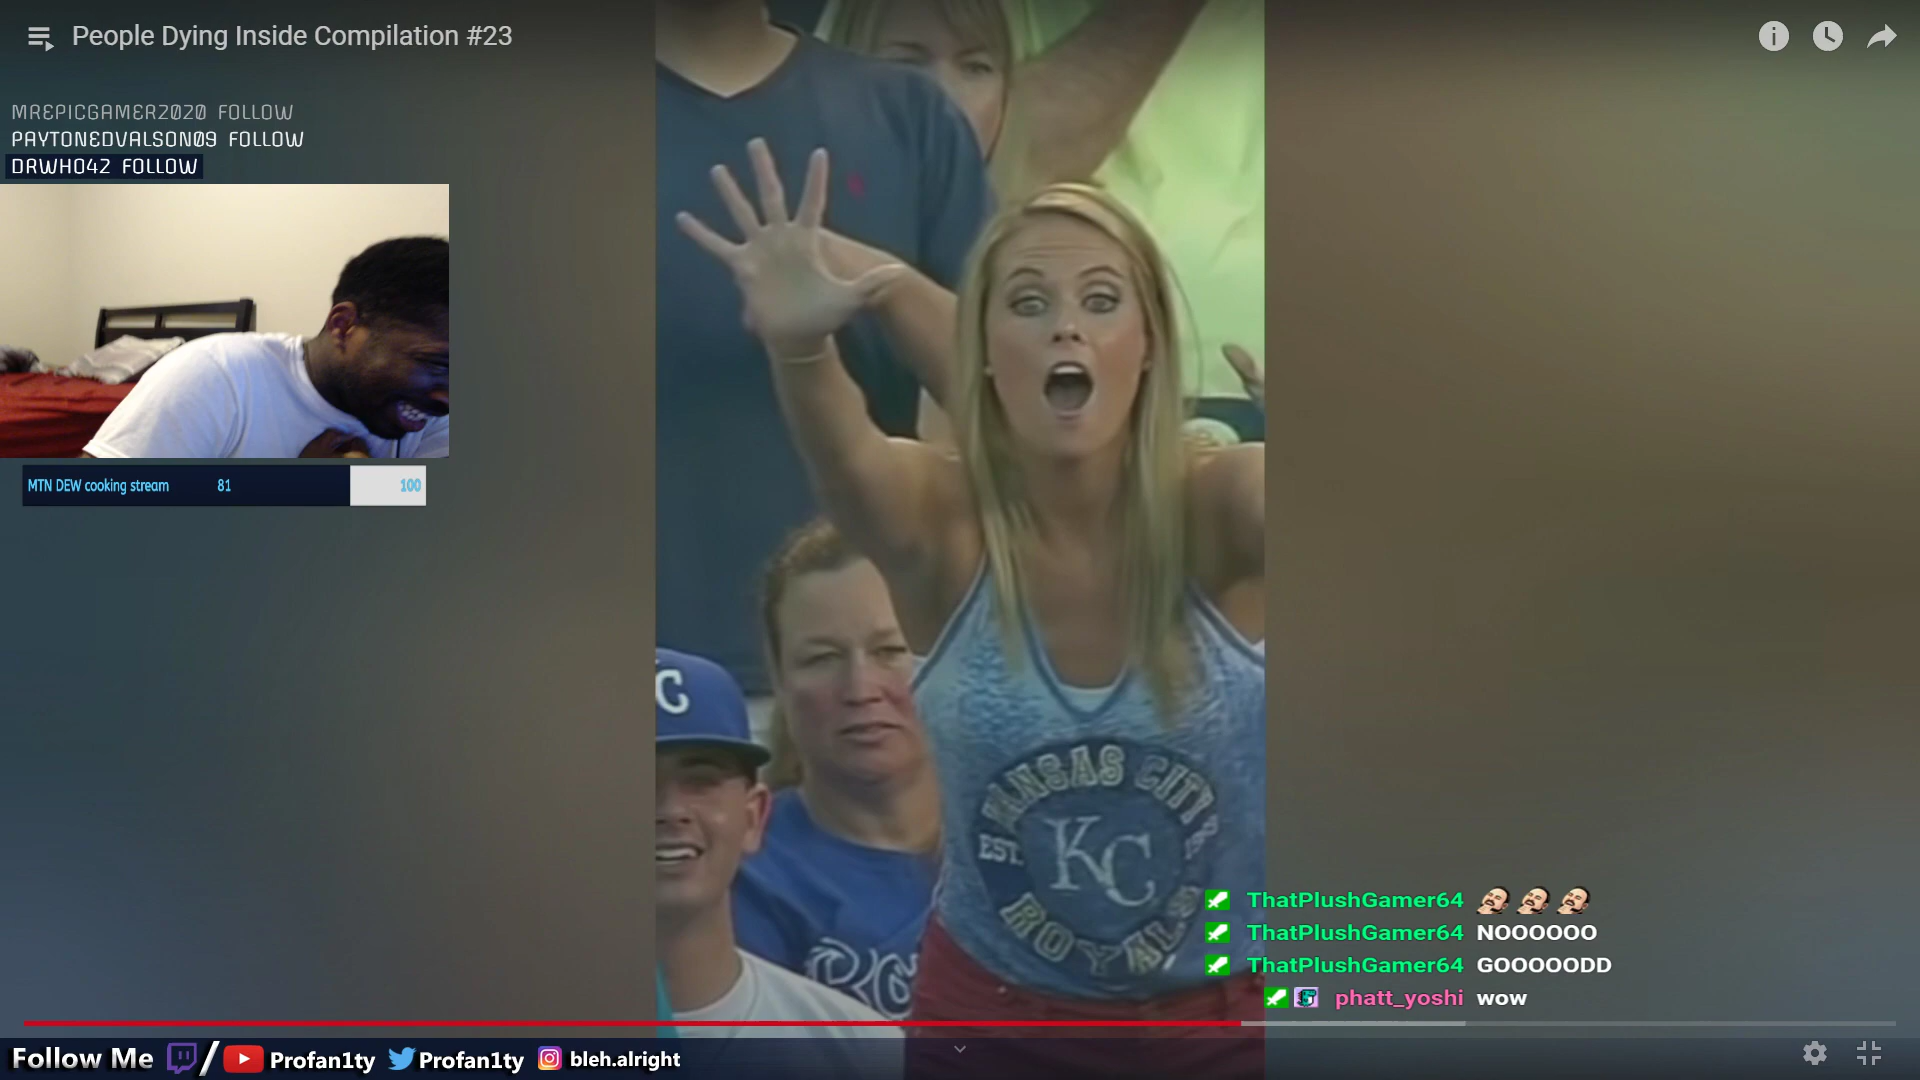 People Dying Inside Compilation #23
MREPICGAMER2020 FOLLOW
PAYTONEDVALSON09 FOLLOW
DRWHO42 FOLLOW
MTN DEW cooking stream 81 100
KC
KANSAS CITY
EST.
KC
ROYALS
ThatPlushGamer64
ThatPlushGamer64 NOOOOOO
ThatPlushGamer64 GOOOOODD
phatt_yoshi wow
Follow Me / Profan1ty Profan1ty bleh.alright